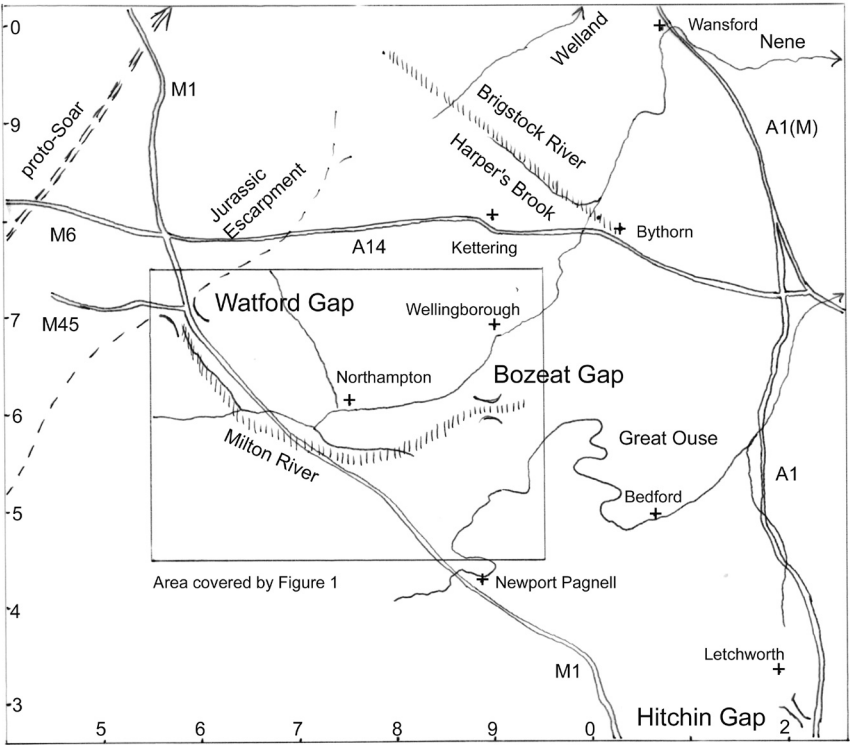 0
Wansford
Nene
Welland
M1
9
proto-Soar
A1(M)
Brigstock River
Harper's Brook
Jurassic
Escarpment
M6
A14
Kettering
Bythorn
Watford Gap
Wellingborough
7
M45
Northampton
Bozeat Gap
6
Milton River
Great Ouse
Bedford
A1
5
Area covered by Figure 1
Newport Pagnell
4
Letchworth
M1
3
Hitchin Gap
5 6 7 8 9 0 2